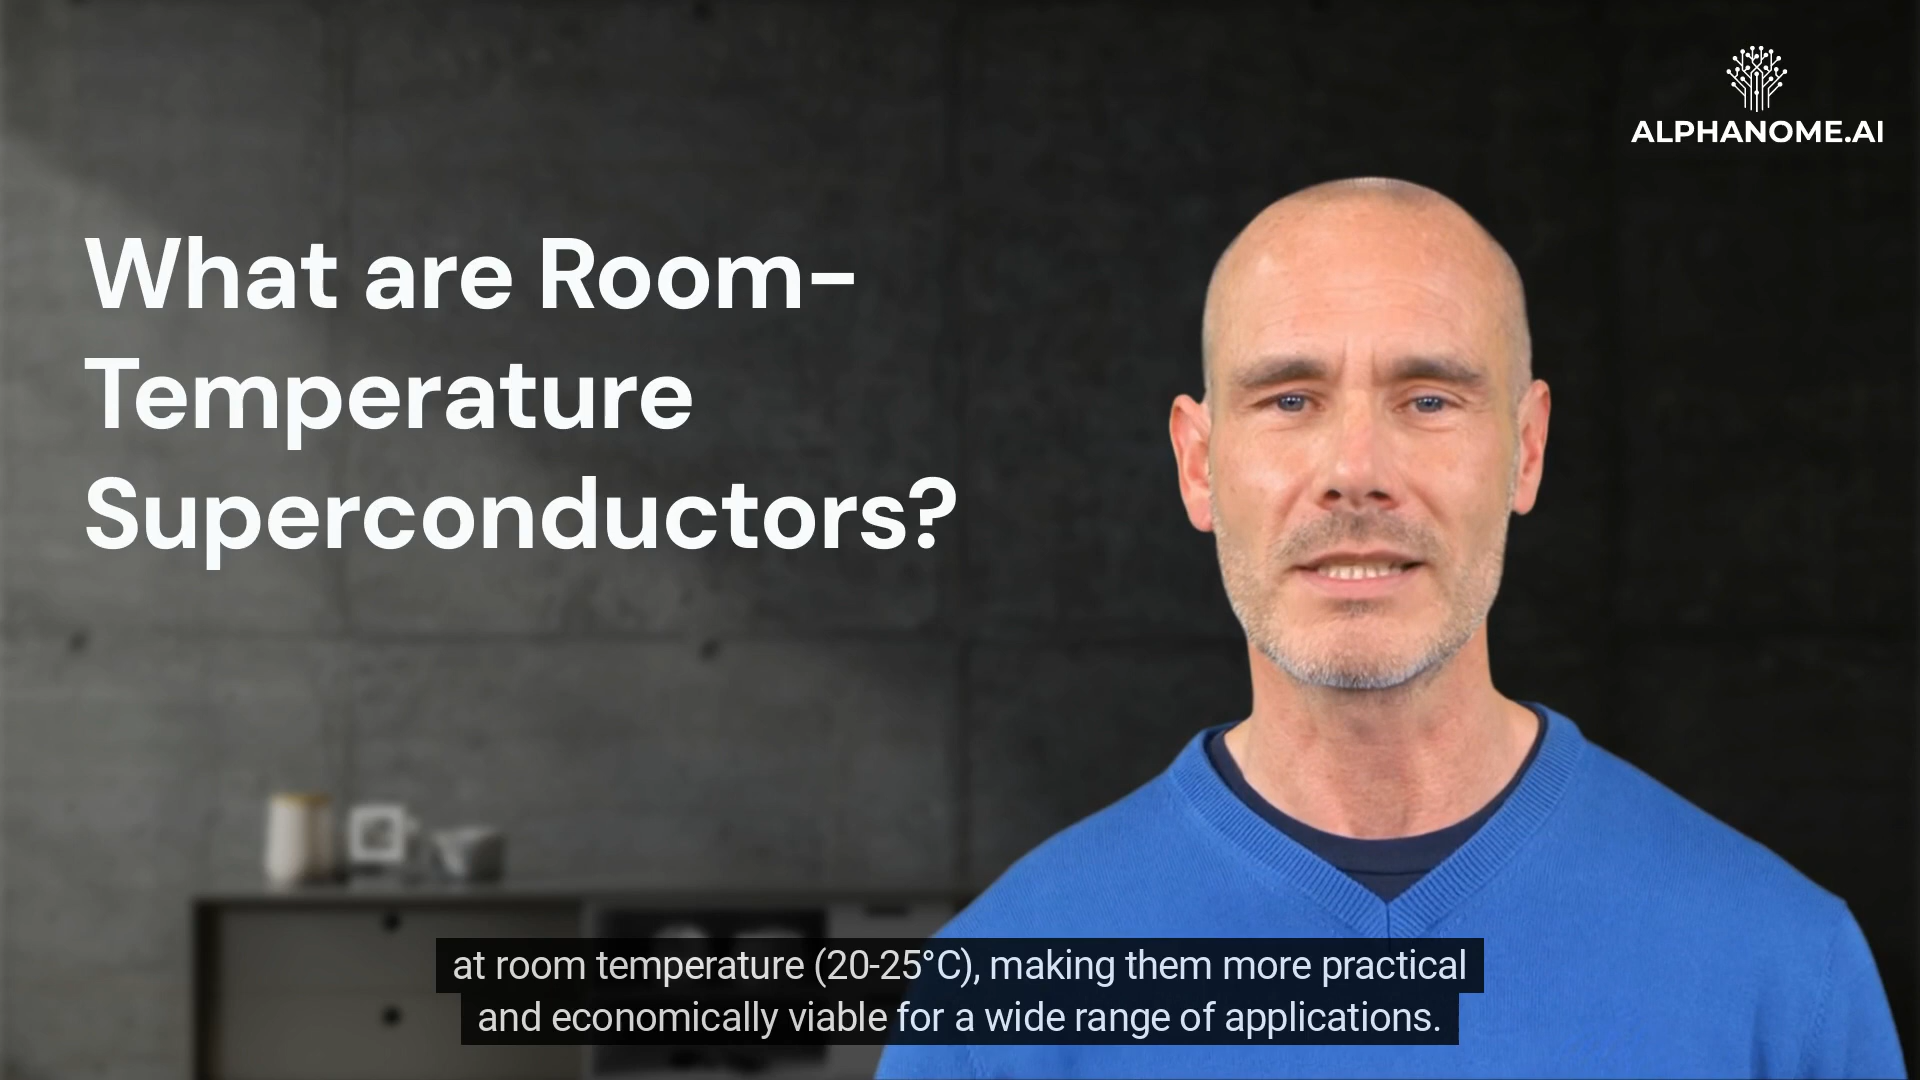 ALPHANOME.AI
What are Room-
Temperature
Superconductors?
at room temperature (20-25°C), making them more practical
and economically viable for a wide range of applications.